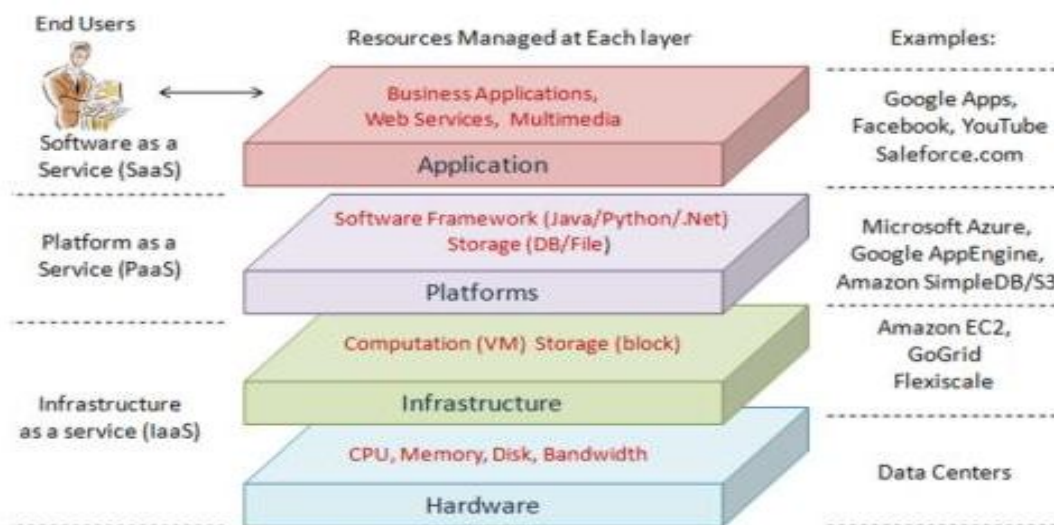 End Users
Resources Managed at Each layer
Examples:
Business Applications,
Web Services, Multimedia
Application
Software as a
Service (SaaS)
Google Apps,
Facebook, YouTube
Saleforce.com
Software Framework (Java/Python/.Net)
Storage (DB/File)
Platforms
Platform as a
Service (PaaS)
Microsoft Azure,
Google AppEngine,
Amazon SimpleDB/S3
Computation (VM) Storage (block)
Infrastructure
Amazon EC2,
GoGrid
Flexiscale
Infrastructure
as a service (IaaS)
CPU, Memory, Disk, Bandwidth
Hardware
Data Centers